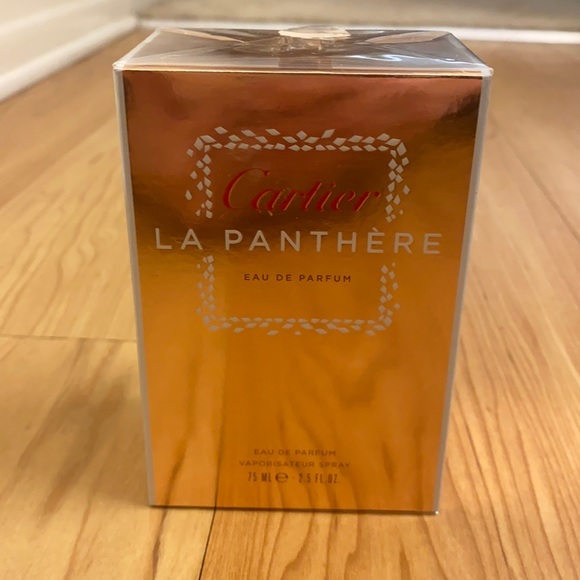 Cartier
LA PANTHÈRE
EAU DE PARFUM
EAU DE PARFUM
VAPORISATEUR SPRAY
75 ML ℮ - 2.5 FL.OZ.